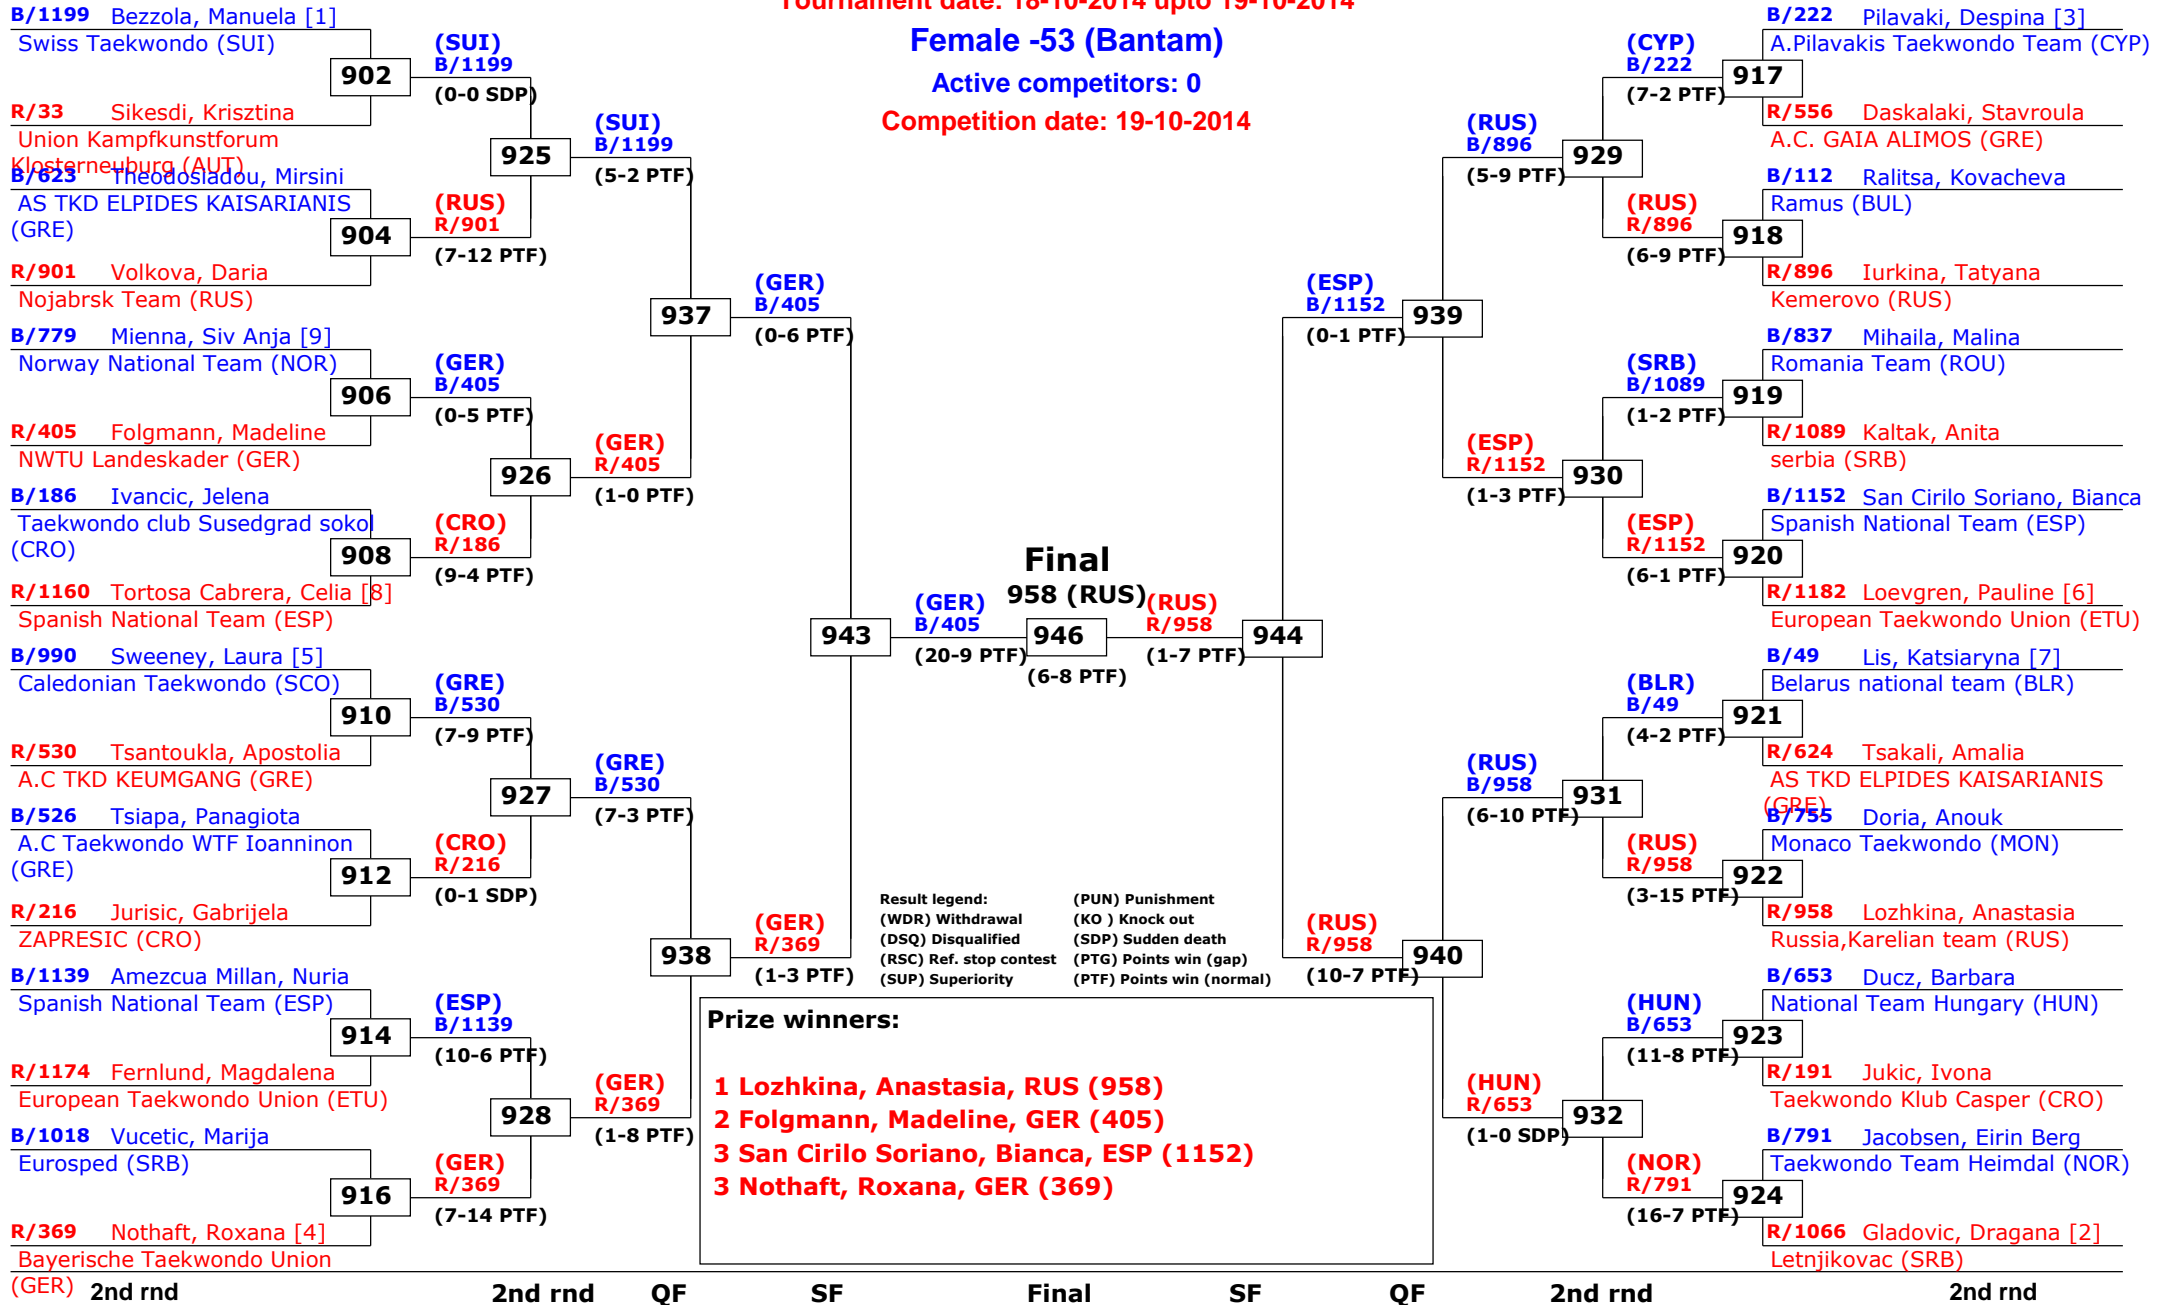 Tournament date: 18-10-2014 upto 19-10-2014
Female -53 (Bantam)
Active competitors: 0
Competition date: 19-10-2014
B/1199 Bezzola, Manuela [1]
Swiss Taekwondo (SUI)
902
R/33 Sikesdi, Krisztina
Union Kampfkunstforum
Klosterneuburg (AUT)
B/623 Theodosiadou, Mirsini
AS TKD ELPIDES KAISARIANIS
(GRE)
904
R/901 Volkova, Daria
Nojabrsk Team (RUS)
B/779 Mienna, Siv Anja [9]
Norway National Team (NOR)
906
R/405 Folgmann, Madeline
NWTU Landeskader (GER)
B/186 Ivancic, Jelena
Taekwondo club Susedgrad sokol
(CRO)
908
R/1160 Tortosa Cabrera, Celia [8]
Spanish National Team (ESP)
B/990 Sweeney, Laura [5]
Caledonian Taekwondo (SCO)
910
R/530 Tsantoukla, Apostolia
A.C TKD KEUMGANG (GRE)
B/526 Tsiapa, Panagiota
A.C Taekwondo WTF Ioanninon
(GRE)
912
R/216 Jurisic, Gabrijela
ZAPRESIC (CRO)
B/1139 Amezcua Millan, Nuria
Spanish National Team (ESP)
914
R/1174 Fernlund, Magdalena
European Taekwondo Union (ETU)
B/1018 Vucetic, Marija
Eurosped (SRB)
916
R/369 Nothaft, Roxana [4]
Bayerische Taekwondo Union
(GER)
(SUI)
B/1199
(0-0 SDP)
925
(RUS)
R/901
(7-12 PTF)
(GER)
B/405
(0-5 PTF)
926
(CRO)
R/186
(9-4 PTF)
(GRE)
B/530
(7-9 PTF)
927
(CRO)
R/216
(0-1 SDP)
(ESP)
B/1139
(10-6 PTF)
928
(GER)
R/369
(7-14 PTF)
(SUI)
B/1199
(5-2 PTF)
937
(GER)
R/405
(1-0 PTF)
(GRE)
B/530
(7-3 PTF)
938
(GER)
R/369
(1-8 PTF)
(GER)
B/405
(0-6 PTF)
943
(GER)
R/369
(1-3 PTF)
(GER)
B/405
(20-9 PTF)
Final
958 (RUS)
946
(6-8 PTF)
(RUS)
R/958
(1-7 PTF)
944
(ESP)
B/1152
(0-1 PTF)
939
(RUS)
R/958
(10-7 PTF)
940
(RUS)
B/896
(5-9 PTF)
929
(ESP)
R/1152
(1-3 PTF)
930
(RUS)
B/958
(6-10 PTF)
931
(HUN)
R/653
(1-0 SDP)
932
(CYP)
B/222
(7-2 PTF)
917
(RUS)
R/896
(6-9 PTF)
918
(SRB)
B/1089
(1-2 PTF)
919
(ESP)
R/1152
(6-1 PTF)
920
(BLR)
B/49
(4-2 PTF)
921
(RUS)
R/958
(3-15 PTF)
922
(HUN)
B/653
(11-8 PTF)
923
(NOR)
R/791
(16-7 PTF)
924
B/222 Pilavaki, Despina [3]
A.Pilavakis Taekwondo Team (CYP)
R/556 Daskalaki, Stavroula
A.C. GAIA ALIMOS (GRE)
B/112 Ralitsa, Kovacheva
Ramus (BUL)
R/896 Iurkina, Tatyana
Kemerovo (RUS)
B/837 Mihaila, Malina
Romania Team (ROU)
R/1089 Kaltak, Anita
serbia (SRB)
B/1152 San Cirilo Soriano, Bianca
Spanish National Team (ESP)
R/1182 Loevgren, Pauline [6]
European Taekwondo Union (ETU)
B/49 Lis, Katsiaryna [7]
Belarus national team (BLR)
R/624 Tsakali, Amalia
AS TKD ELPIDES KAISARIANIS
(GRE)
B/755 Doria, Anouk
Monaco Taekwondo (MON)
R/958 Lozhkina, Anastasia
Russia,Karelian team (RUS)
B/653 Ducz, Barbara
National Team Hungary (HUN)
R/191 Jukic, Ivona
Taekwondo Klub Casper (CRO)
B/791 Jacobsen, Eirin Berg
Taekwondo Team Heimdal (NOR)
R/1066 Gladovic, Dragana [2]
Letnjikovac (SRB)
Result legend: (PUN) Punishment
(WDR) Withdrawal (KO ) Knock out
(DSQ) Disqualified (SDP) Sudden death
(RSC) Ref. stop contest (PTG) Points win (gap)
(SUP) Superiority (PTF) Points win (normal)
Prize winners:
1 Lozhkina, Anastasia, RUS (958)
2 Folgmann, Madeline, GER (405)
3 San Cirilo Soriano, Bianca, ESP (1152)
3 Nothaft, Roxana, GER (369)
2nd rnd 2nd rnd QF SF Final SF QF 2nd rnd 2nd rnd